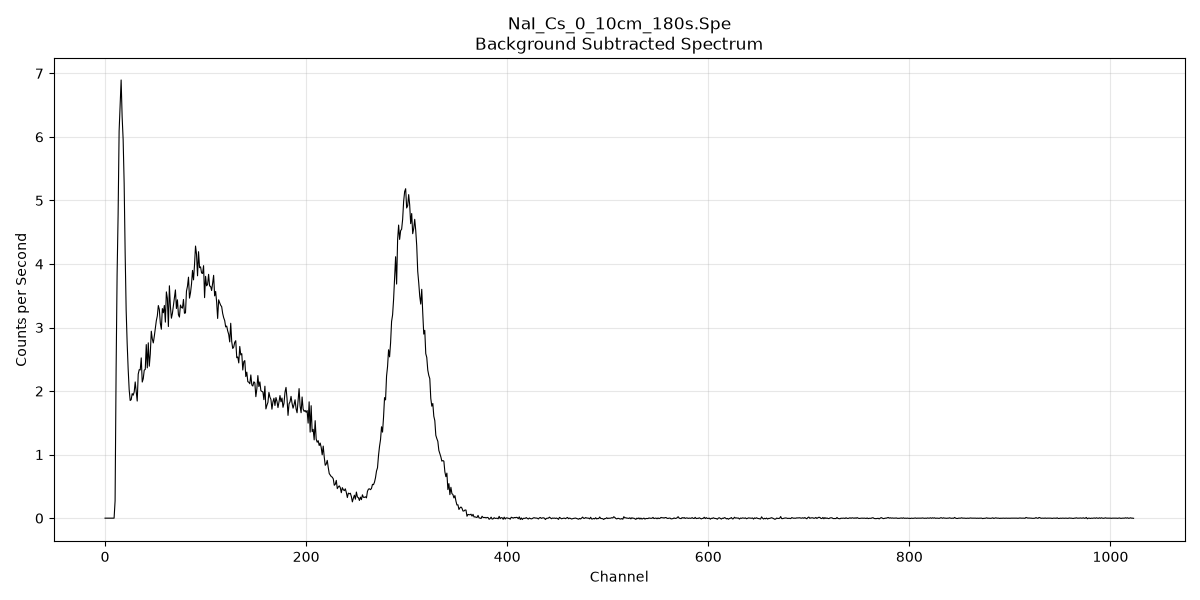 NaI_Cs_0_10cm_180s.Spe
Background Subtracted Spectrum
Counts per Second
7
6
5
4
3
2
1
0
0 200 400 600 800 1000
Channel